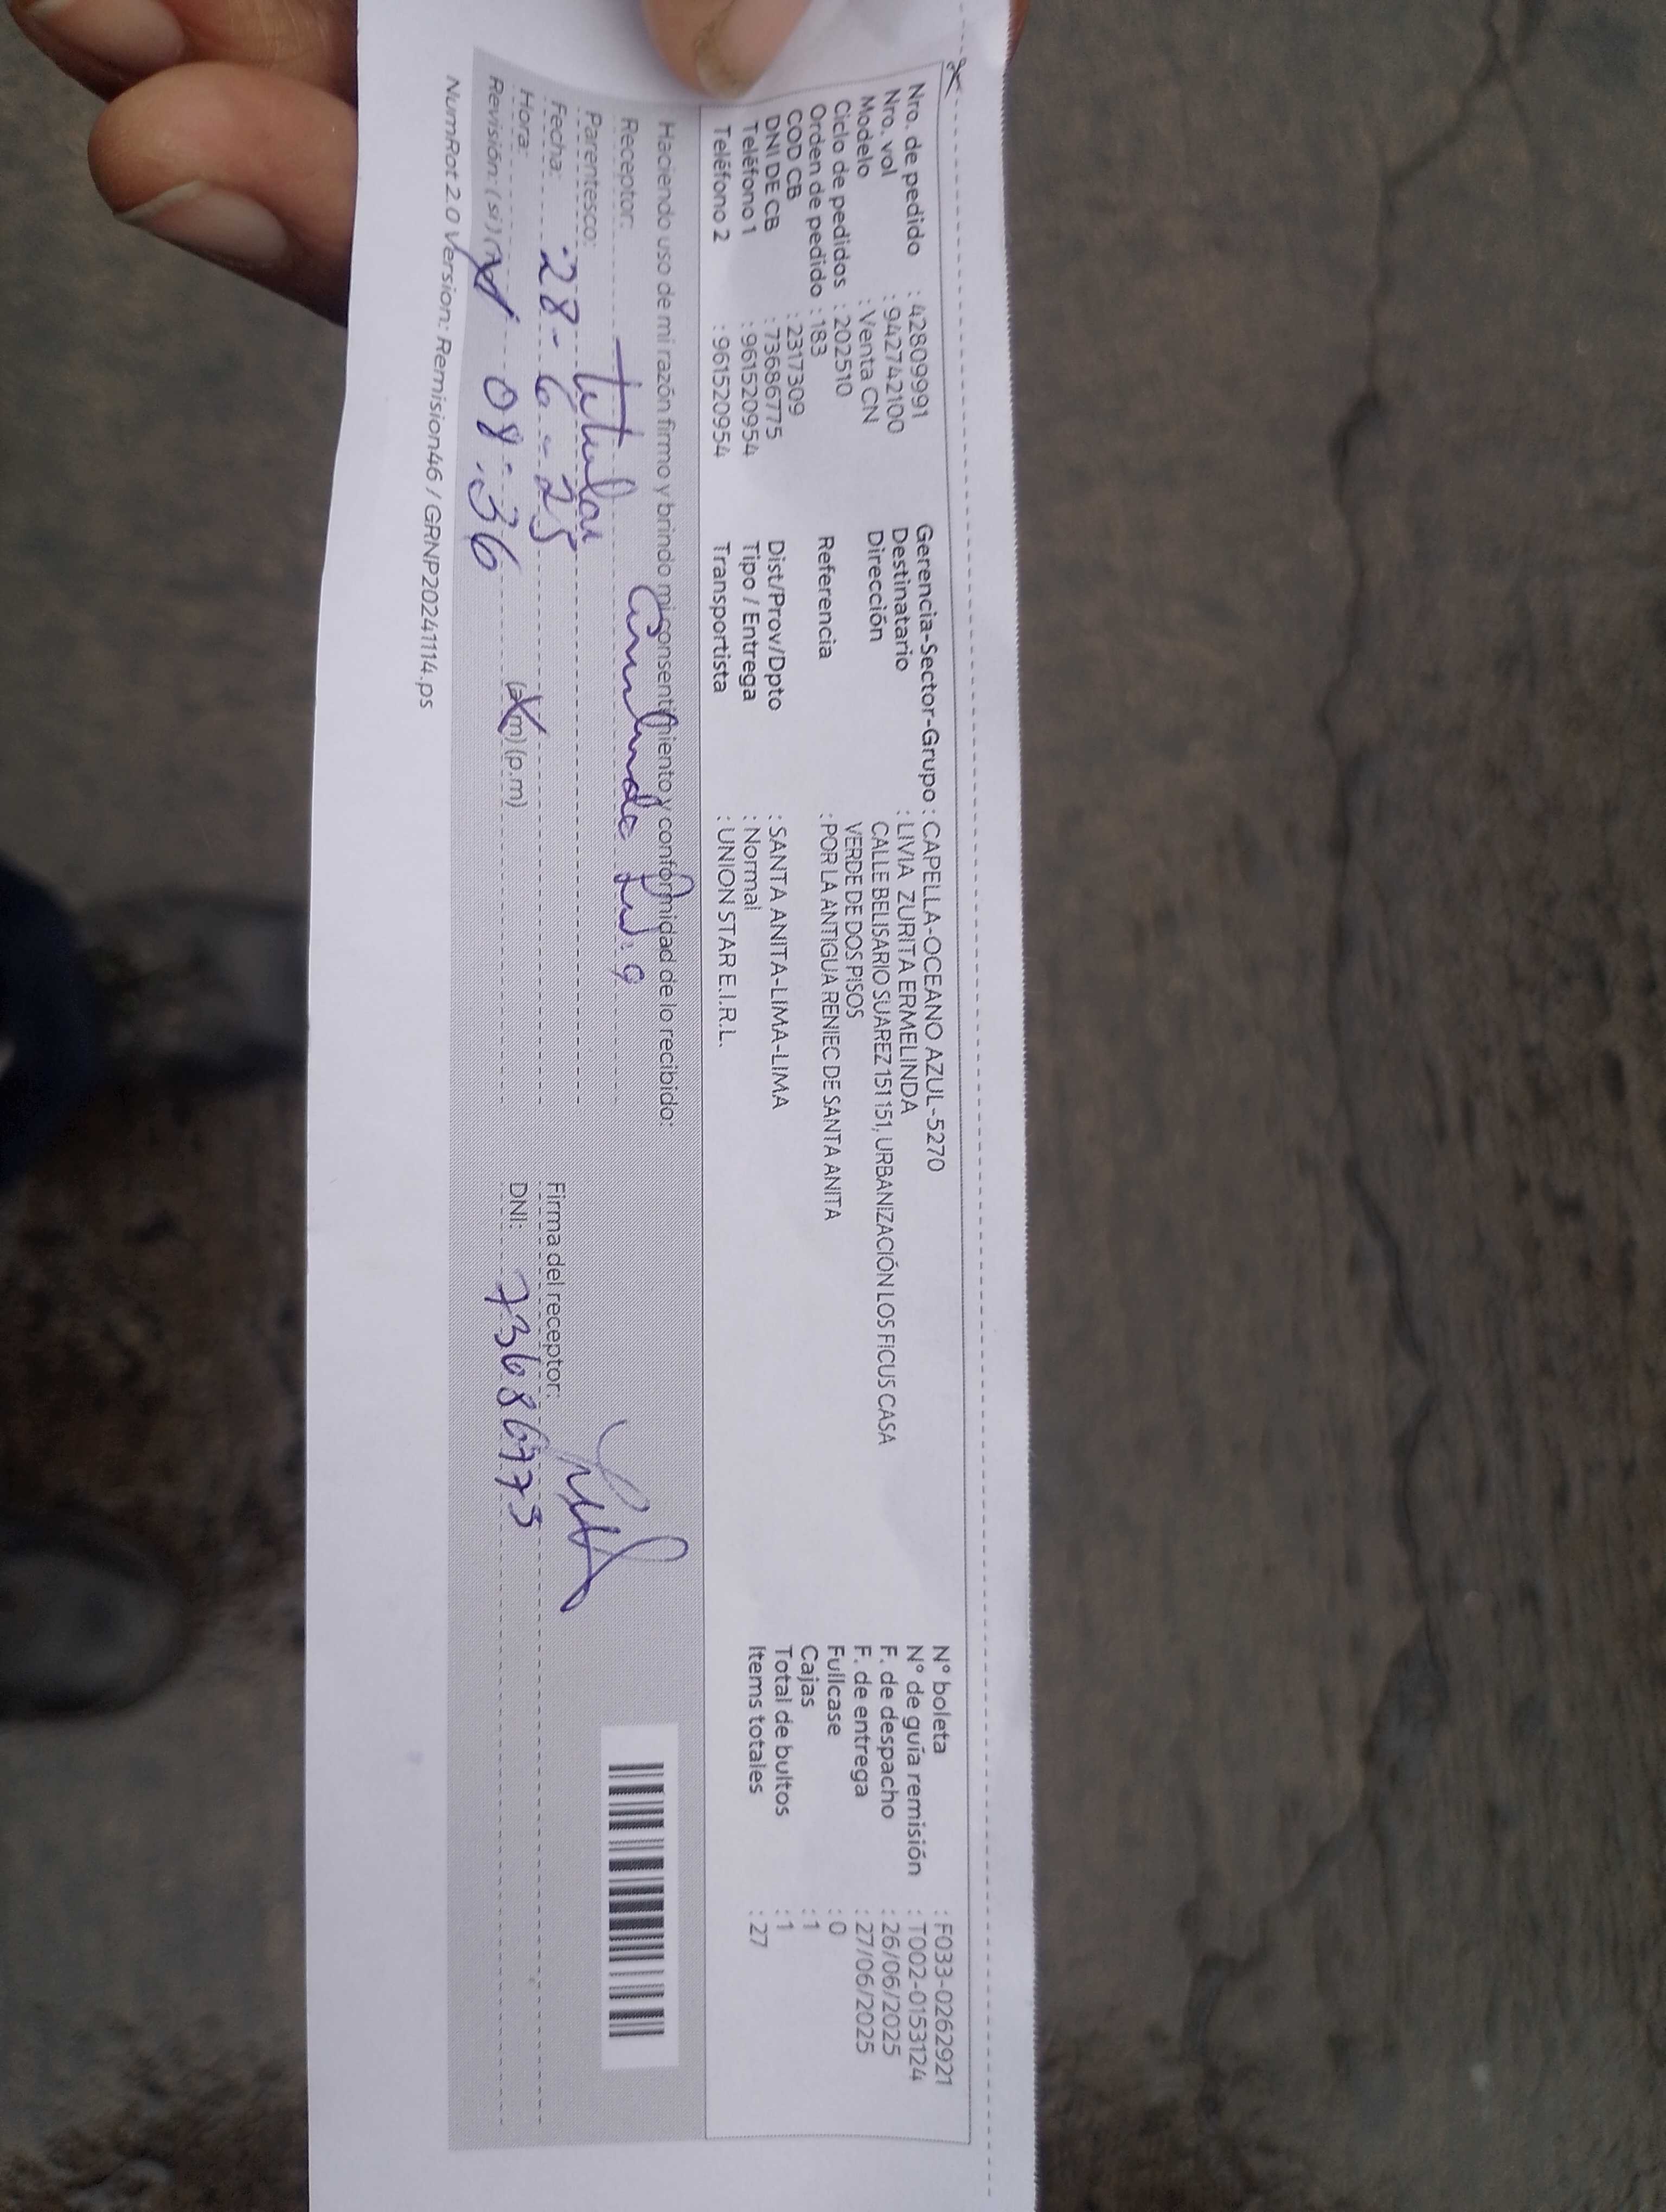 Nro. de pedido : 42809991
Nro. vol : 942742100
Modelo : Venta CN
Ciclo de pedidos : 202510
Orden de pedido : 183
COD CB : 2317309
DNI DE CB : 73686775
Teléfono 1 : 961520954
Teléfono 2 : 961520954
Gerencia-Sector-Grupo : CAPELLA-OCEANO AZUL-5270
Destinatario : LIVIA ZURITA ERMELINDA
Dirección CALLE BELISARIO SUAREZ 151 151, URBANIZACIÓN LOS FICUS CASA
VERDE DE DOS PISOS
Referencia : POR LA ANTIGUA RENIEC DE SANTA ANITA
Dist/Prov/Dpto : SANTA ANITA-LIMA-LIMA
Tipo / Entrega : Normal
Transportista : UNION STAR E.I.R.L.
N° boleta : F033-0262921
N° de guía remisión : T002-0153124
F. de despacho : 26/06/2025
F. de entrega : 27/06/2025
Fullcase : 0
Cajas : 1
Total de bultos : 1
Items totales : 27
Haciendo uso de mi razón firmo y brindo mi consentimiento y conformidad de lo recibido:
Receptor:
Parentesco: titular
Fecha: 28-6-25
Hora: 08:36 (a.m) (p.m)
Revisión: (si) (no)
Firma del receptor:
DNI: 73686775
NumRot 2.0 Version: Remision46 / GRNP20241114.ps